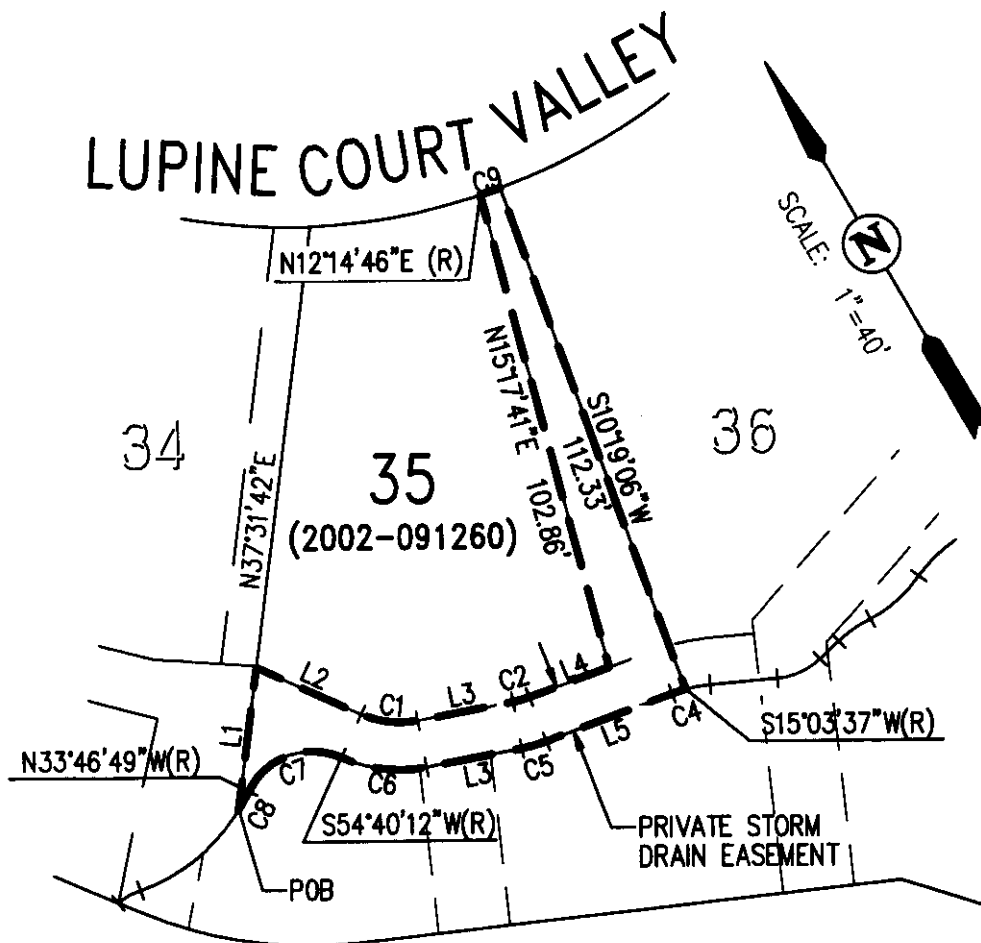 LUPINE COURT VALLEY
C9
N12°14'46"E (R)
SCALE: 1"=40'
N
34
35
(2002-091260)
36
N37°31'42"E
N15°17'41"E 102.86'
S10°19'06"W
112.33'
L2
C1
L3
C2
L4
L1
N33°46'49"W(R)
C7
C8
C6
L3
C5
L5
C4
S15°03'37"W(R)
S54°40'12"W(R)
PRIVATE STORM
DRAIN EASEMENT
POB